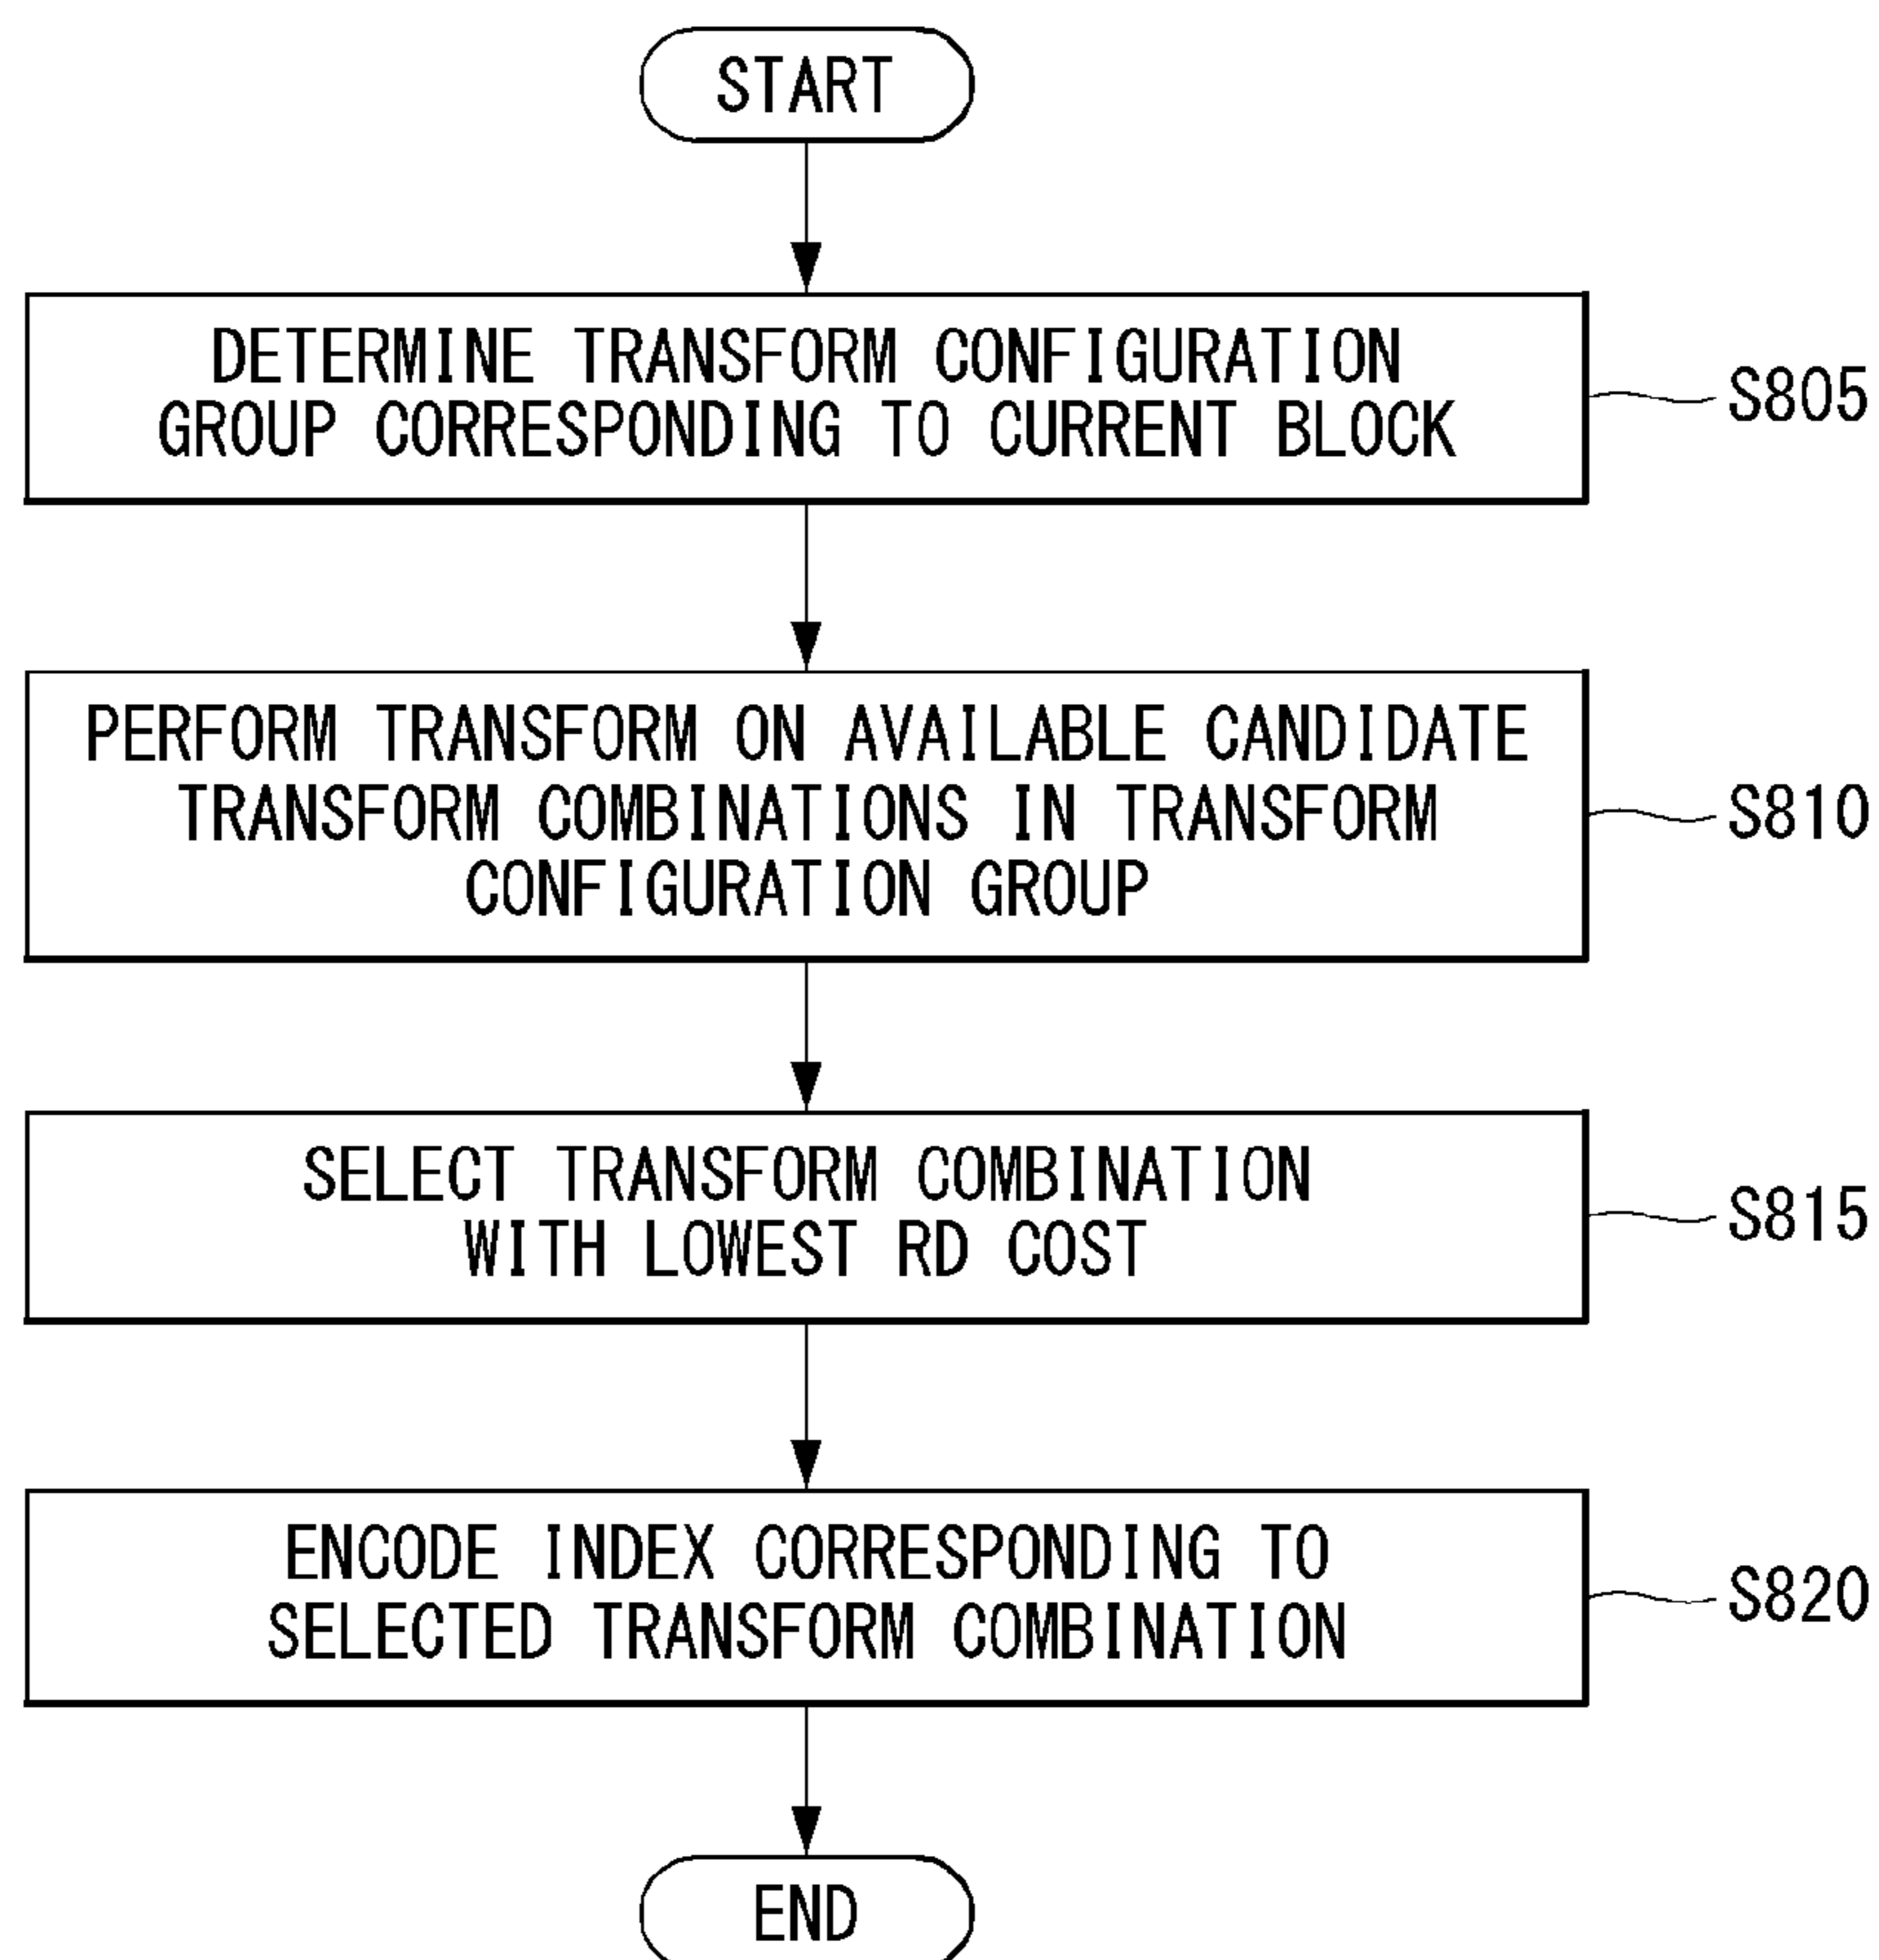 START
DETERMINE TRANSFORM CONFIGURATION
GROUP CORRESPONDING TO CURRENT BLOCK
S805
PERFORM TRANSFORM ON AVAILABLE CANDIDATE
TRANSFORM COMBINATIONS IN TRANSFORM
CONFIGURATION GROUP
S810
SELECT TRANSFORM COMBINATION
WITH LOWEST RD COST
S815
ENCODE INDEX CORRESPONDING TO
SELECTED TRANSFORM COMBINATION
S820
END